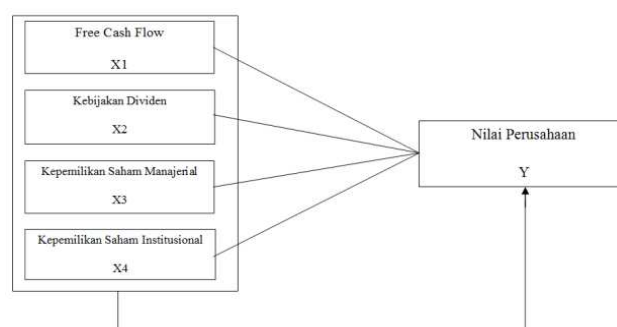 Free Cash Flow
X1
Kebijakan Dividen
X2
Kepemilikan Saham Manajerial
X3
Kepemilikan Saham Institusional
X4
Nilai Perusahaan
Y